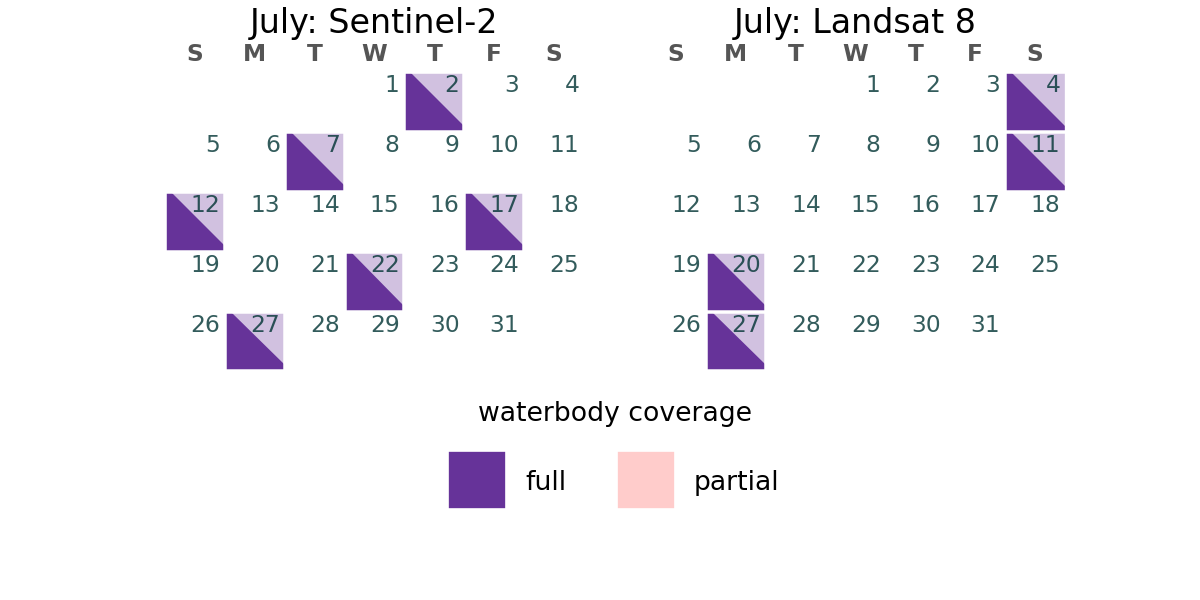 July: Sentinel-2
S M T W T F S
1 2 3 4
5 6 7 8 9 10 11
12 13 14 15 16 17 18
19 20 21 22 23 24 25
26 27 28 29 30 31
July: Landsat 8
S M T W T F S
1 2 3 4
5 6 7 8 9 10 11
12 13 14 15 16 17 18
19 20 21 22 23 24 25
26 27 28 29 30 31
waterbody coverage
full partial